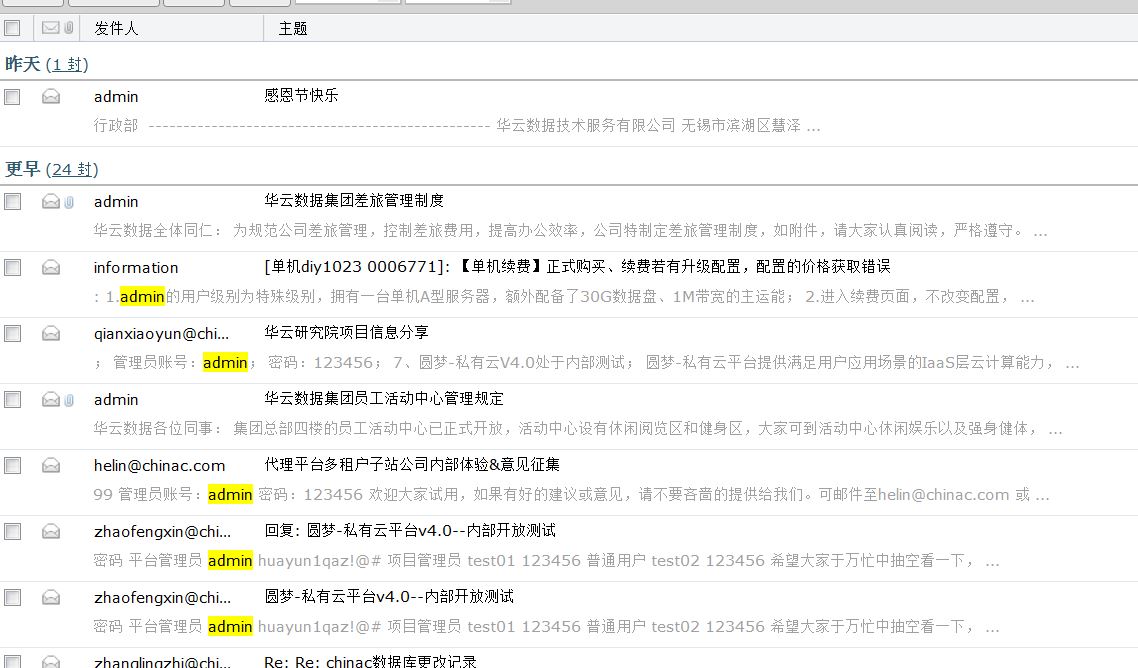 发件人 主题
昨天 (1 封)
admin 感恩节快乐
行政部 ------------------------------------------------- 华云数据技术服务有限公司 无锡市滨湖区慧泽 ...
更早 (24 封)
admin 华云数据集团差旅管理制度
华云数据全体同仁： 为规范公司差旅管理，控制差旅费用，提高办公效率，公司特制定差旅管理制度，如附件，请大家认真阅读，严格遵守。 ...
information [单机diy1023 0006771]: 【单机续费】正式购买、续费若有升级配置，配置的价格获取错误
: 1.admin的用户级别为特殊级别，拥有一台单机A型服务器，额外配备了30G数据盘、1M带宽的主运能； 2.进入续费页面，不改变配置， ...
qianxiaoyun@chi... 华云研究院项目信息分享
； 管理员账号：admin； 密码：123456； 7、圆梦-私有云V4.0处于内部测试； 圆梦-私有云平台提供满足用户应用场景的IaaS层云计算能力， ...
admin 华云数据集团员工活动中心管理规定
华云数据各位同事： 集团总部四楼的员工活动中心已正式开放，活动中心设有休闲阅览区和健身区，大家可到活动中心休闲娱乐以及强身健体， ...
helin@chinac.com 代理平台多租户子站公司内部体验&意见征集
99 管理员账号：admin 密码：123456 欢迎大家试用，如果有好的建议或意见，请不要吝啬的提供给我们。可邮件至helin@chinac.com 或 ...
zhaofengxin@chi... 回复: 圆梦-私有云平台v4.0--内部开放测试
密码 平台管理员 admin huayun1qaz!@# 项目管理员 test01 123456 普通用户 test02 123456 希望大家于万忙中抽空看一下， ...
zhaofengxin@chi... 圆梦-私有云平台v4.0--内部开放测试
密码 平台管理员 admin huayun1qaz!@# 项目管理员 test01 123456 普通用户 test02 123456 希望大家于万忙中抽空看一下， ...
zhanglingzhi@chi... Re: Re: chinac数据库更改记录